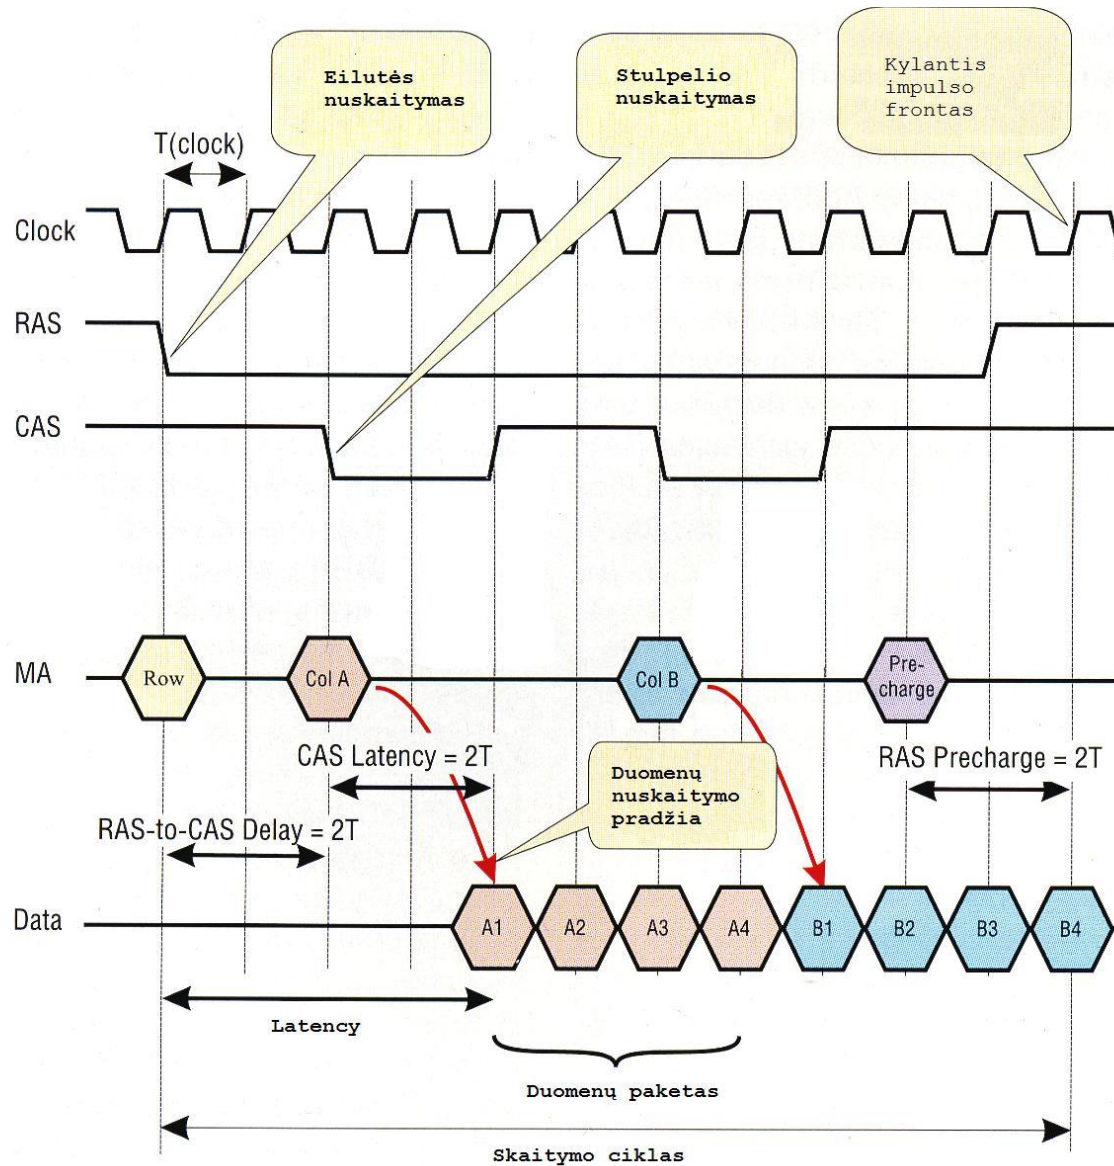 Eilutės
nuskaitymas
Stulpelio
nuskaitymas
Kylantis
impulso
frontas
T(clock)
Clock
RAS
CAS
MA
Row
Col A
Col B
Pre-
charge
CAS Latency = 2T
RAS Precharge = 2T
Duomenų
nuskaitymo
pradžia
RAS-to-CAS Delay = 2T
Data
A1
A2
A3
A4
B1
B2
B3
B4
Latency
Duomenų paketas
Skaitymo ciklas